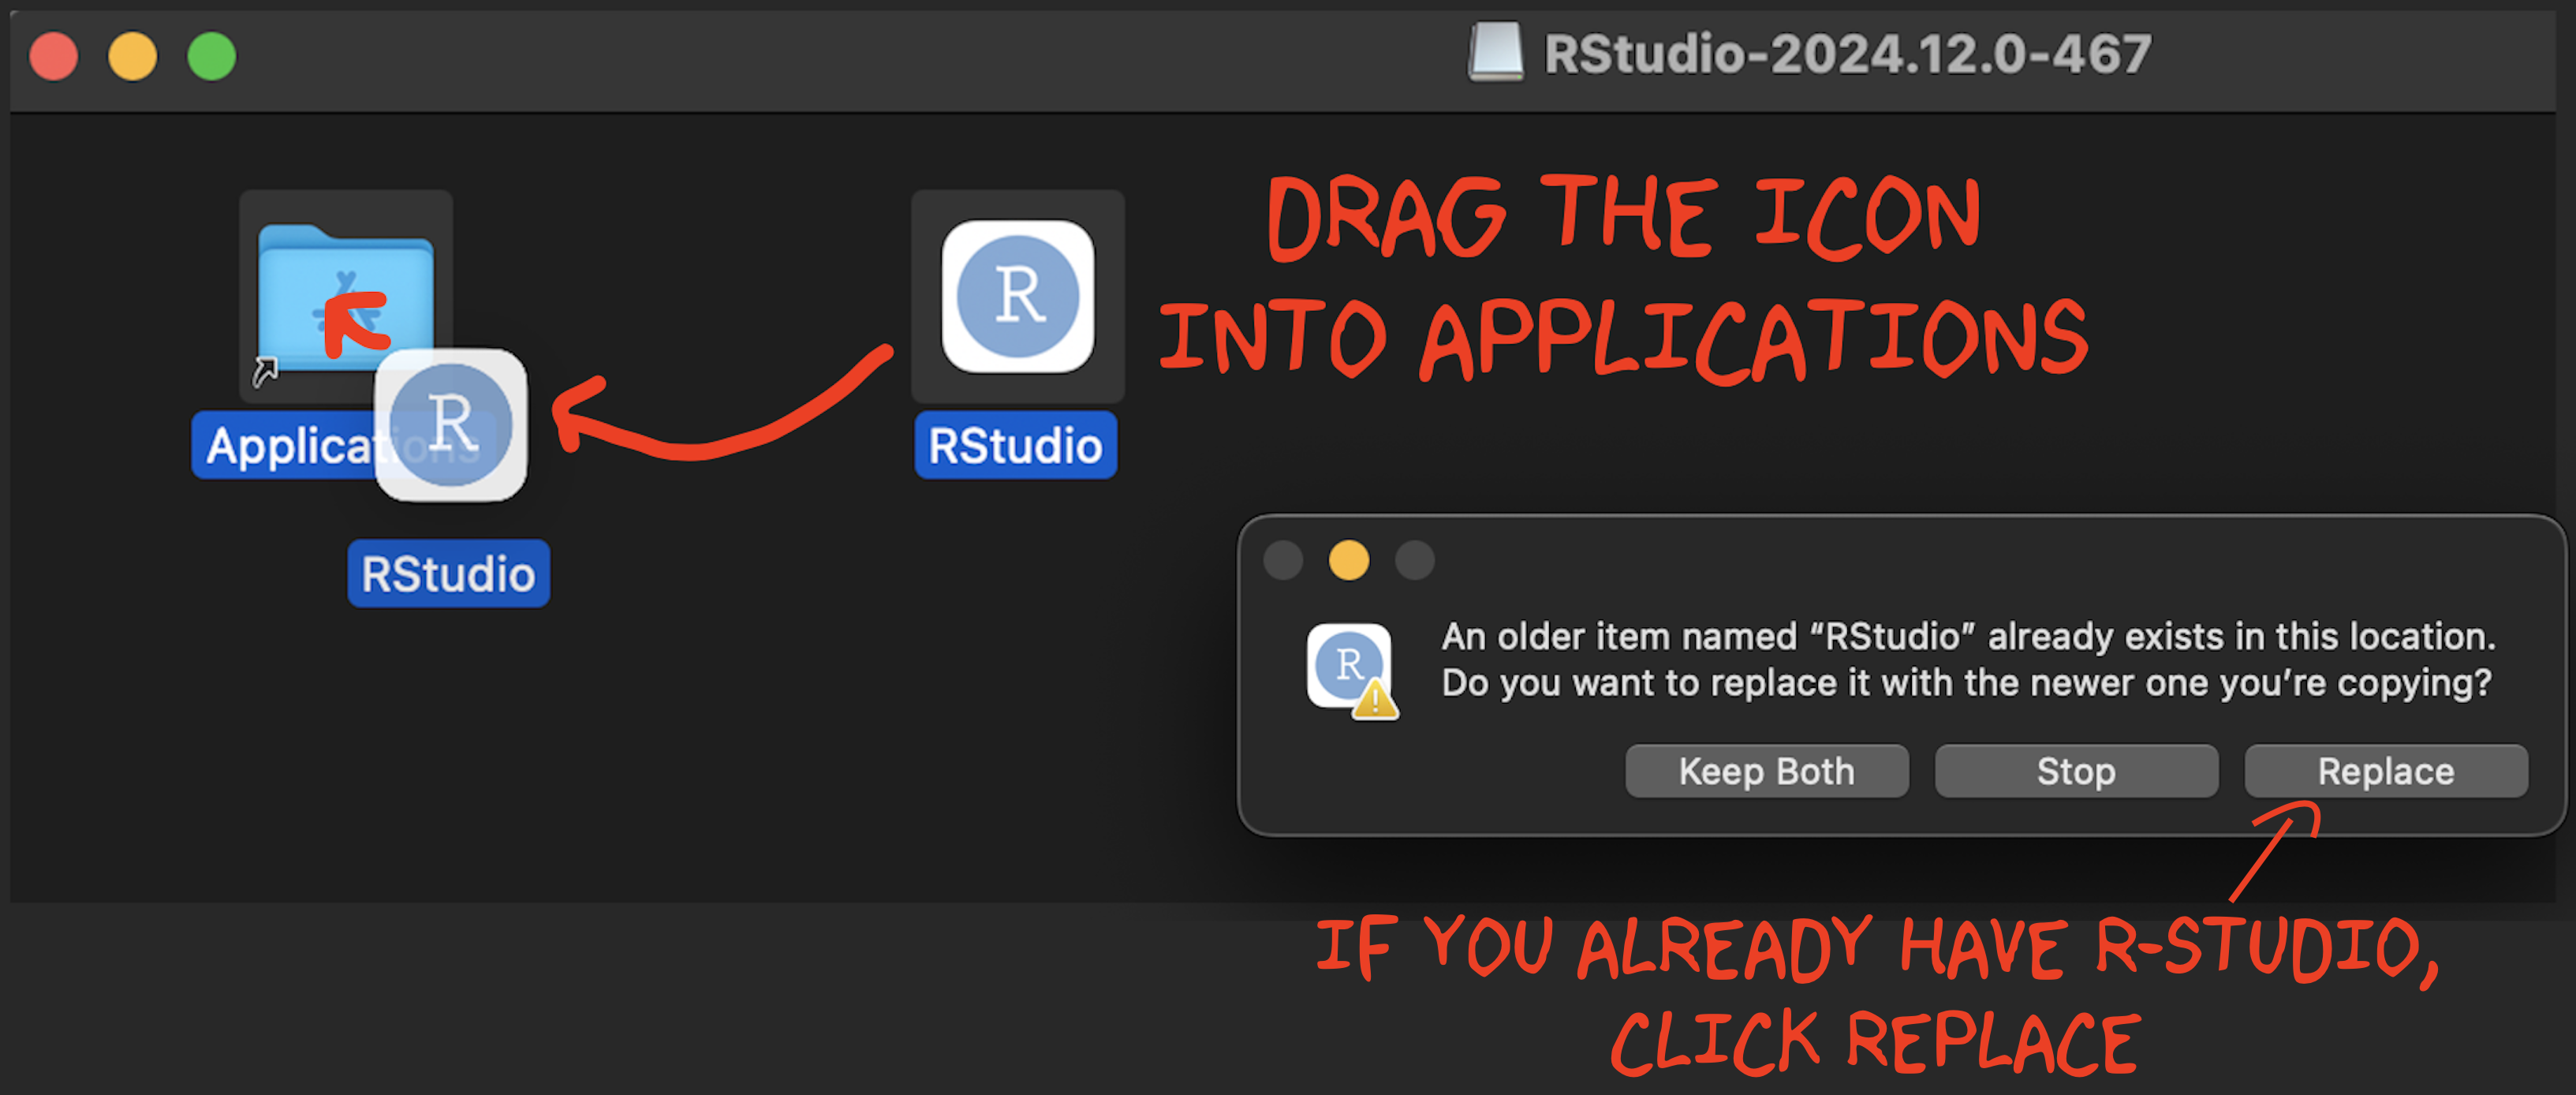 RStudio-2024.12.0-467
DRAG THE ICON
INTO APPLICATIONS
R
R
Applications
RStudio
RStudio
An older item named “RStudio” already exists in this location.
R
Do you want to replace it with the newer one you’re copying?
Keep Both
Stop
Replace
IF YOU ALREADY HAVE R-STUDIO,
CLICK REPLACE